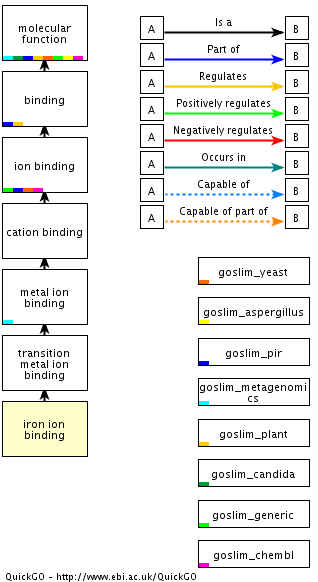 molecular
function
binding
ion binding
cation binding
metal ion
binding
transition
metal ion
binding
iron ion
binding
A Is a B
A Part of B
A Regulates B
A Positively regulates B
A Negatively regulates B
A Occurs in B
A Capable of B
A Capable of part of B
goslim_yeast
goslim_aspergillus
goslim_pir
goslim_metagenomi
cs
goslim_plant
goslim_candida
goslim_generic
goslim_chembl
QuickGO - http://www.ebi.ac.uk/QuickGO